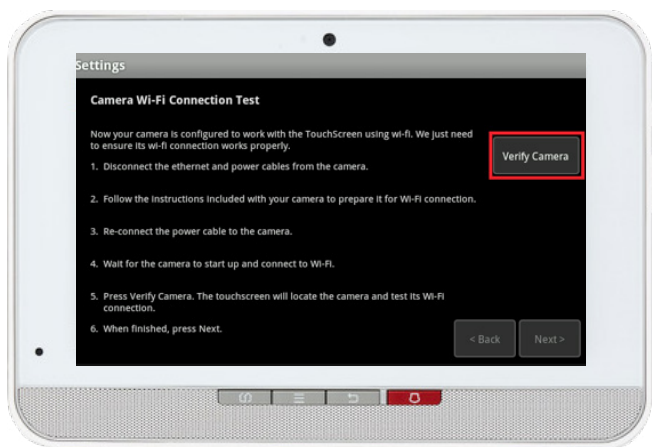 Settings
Camera Wi-Fi Connection Test
Now your camera is configured to work with the TouchScreen using wi-fi. We just need
to ensure its wi-fi connection works properly.
Verify Camera
1. Disconnect the ethernet and power cables from the camera.
2. Follow the instructions included with your camera to prepare it for Wi-Fi connection.
3. Re-connect the power cable to the camera.
4. Wait for the camera to start up and connect to Wi-Fi.
5. Press Verify Camera. The touchscreen will locate the camera and test its Wi-Fi
connection.
6. When finished, press Next.
< Back
Next >